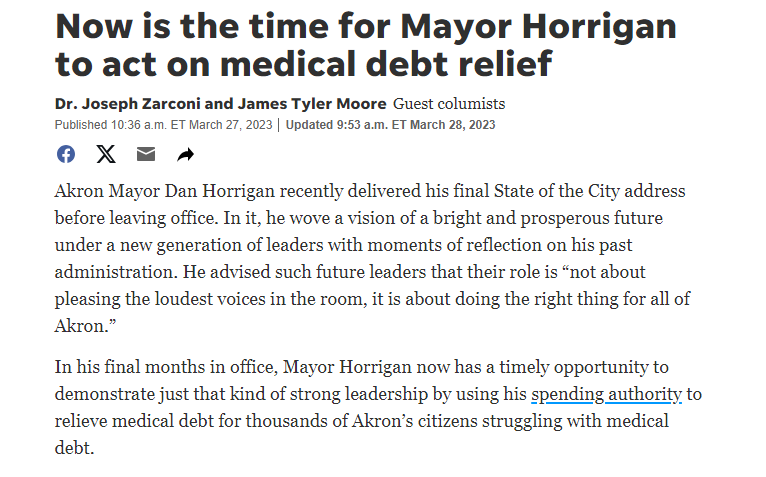 Now is the time for Mayor Horrigan
to act on medical debt relief
Dr. Joseph Zarconi and James Tyler Moore Guest columists
Published 10:36 a.m. ET March 27, 2023 | Updated 9:53 a.m. ET March 28, 2023
Akron Mayor Dan Horrigan recently delivered his final State of the City address
before leaving office. In it, he wove a vision of a bright and prosperous future
under a new generation of leaders with moments of reflection on his past
administration. He advised such future leaders that their role is “not about
pleasing the loudest voices in the room, it is about doing the right thing for all of
Akron.”
In his final months in office, Mayor Horrigan now has a timely opportunity to
demonstrate just that kind of strong leadership by using his spending authority to
relieve medical debt for thousands of Akron’s citizens struggling with medical
debt.